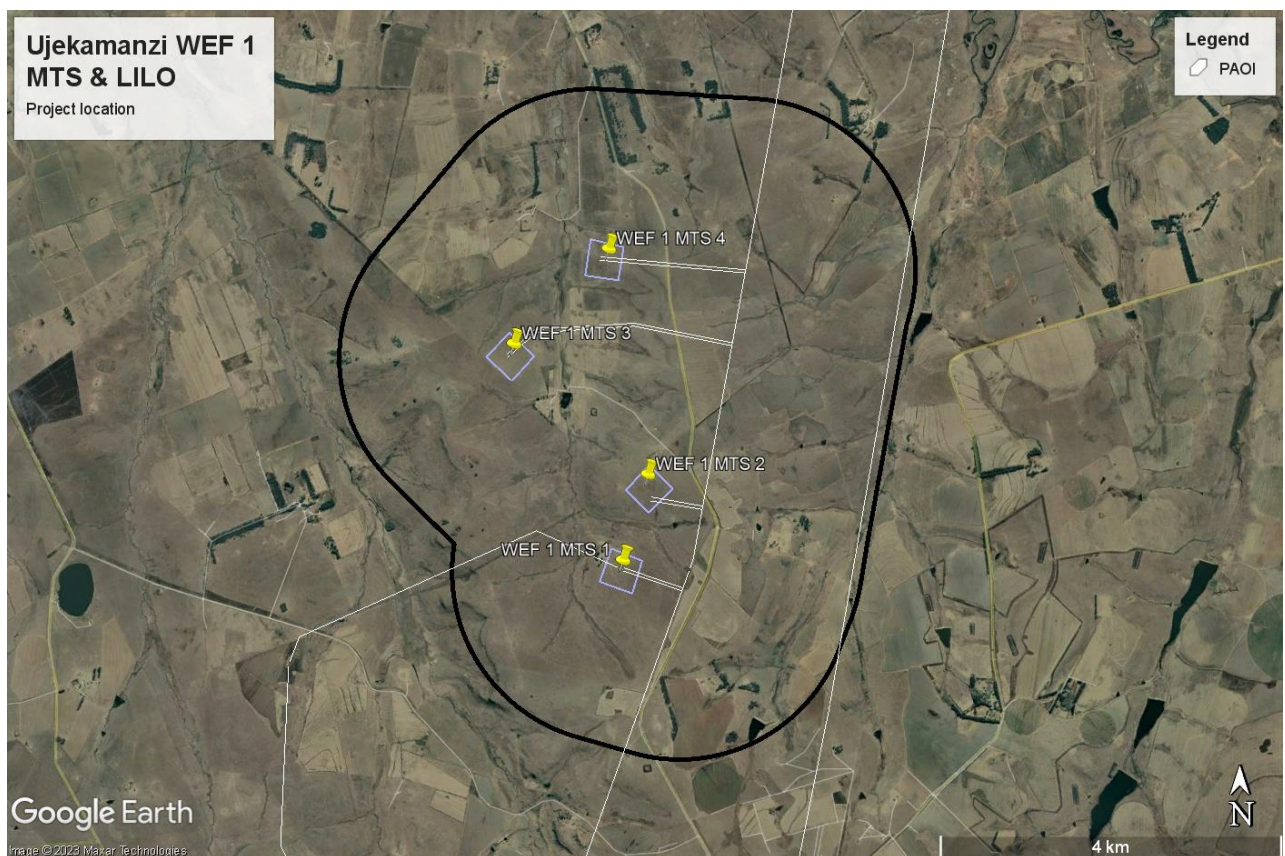 Ujekamanzi WEF 1
MTS & LILO
Project location
Legend
PAOI
WEF 1 MTS 4
WEF 1 MTS 3
WEF 1 MTS 2
WEF 1 MTS 1
Google Earth
Image © 2023 Maxar Technologies
N
4 km